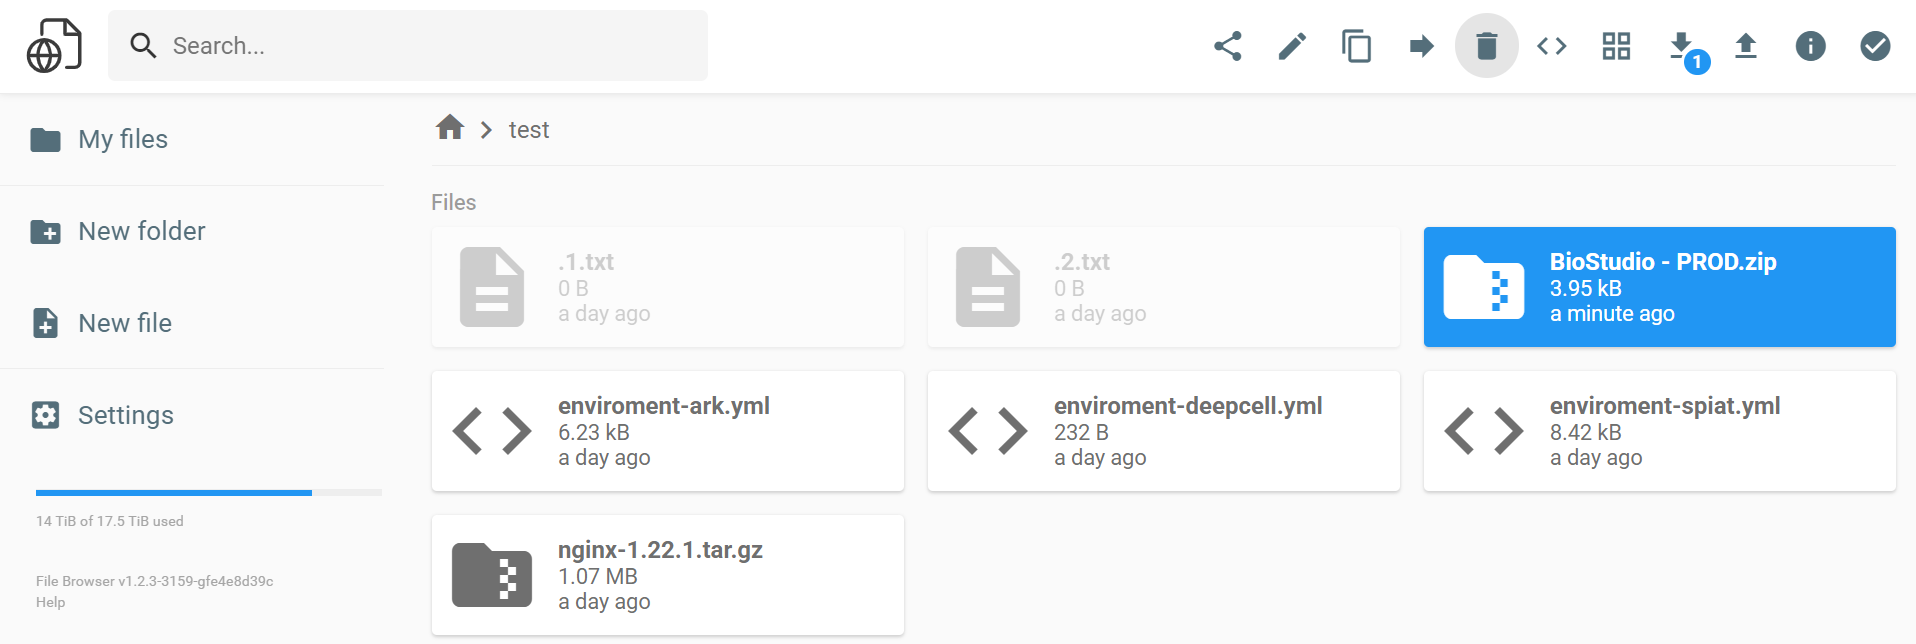 Search...
1
My files
New folder
New file
Settings
14 TiB of 17.5 TiB used
File Browser v1.2.3-3159-gfe4e8d39c
Help
test
Files
.1.txt
0 B
a day ago
.2.txt
0 B
a day ago
BioStudio - PROD.zip
3.95 kB
a minute ago
enviroment-ark.yml
6.23 kB
a day ago
enviroment-deepcell.yml
232 B
a day ago
enviroment-spiat.yml
8.42 kB
a day ago
nginx-1.22.1.tar.gz
1.07 MB
a day ago